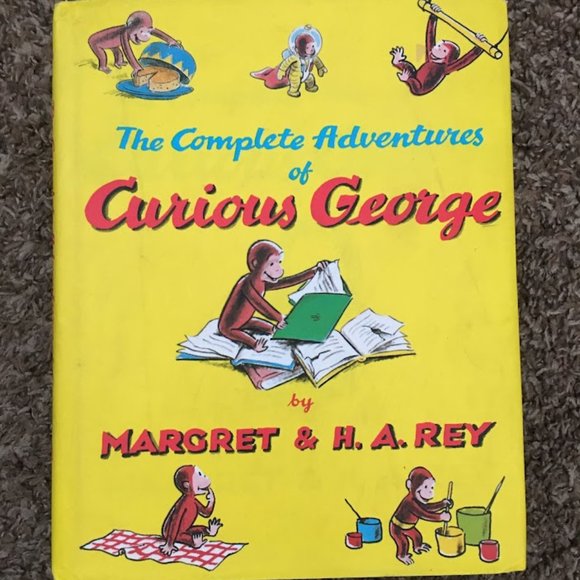 The Complete Adventures
of
Curious George
by
MARGRET & H. A. REY